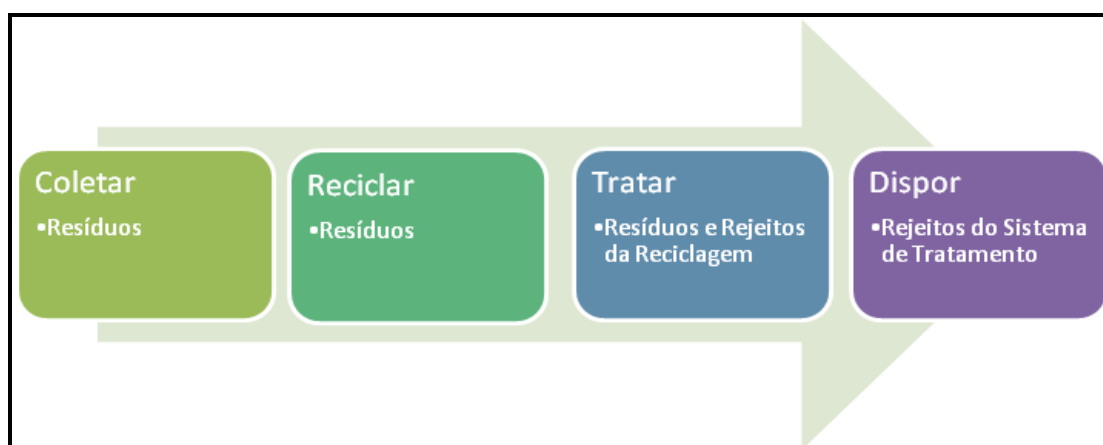 Coletar
•Resíduos
Reciclar
•Resíduos
Tratar
•Resíduos e Rejeitos
da Reciclagem
Dispor
•Rejeitos do Sistema
de Tratamento